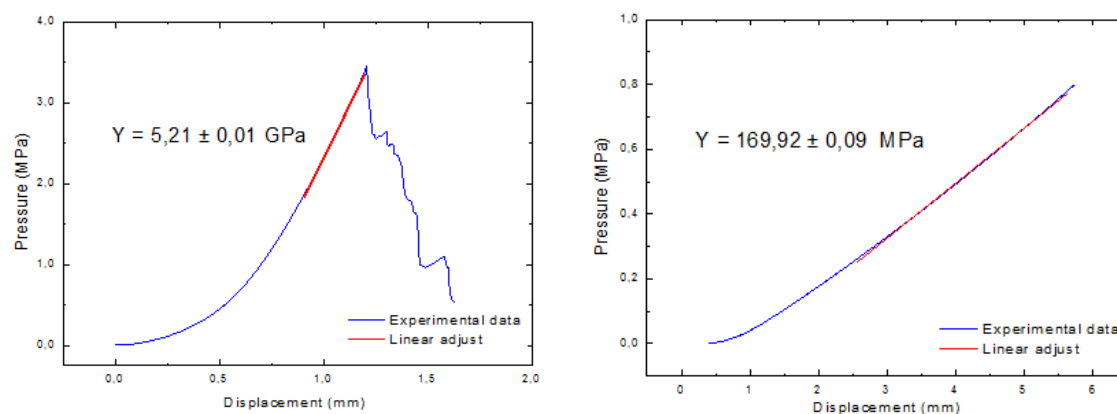 4,0
3,0
2,0
1,0
0,0
Pressure (MPa)
Y = 5,21 ± 0,01 GPa
Experimental data
Linear adjust
0,0
0,5
1,0
1,5
2,0
Displacement (mm)
1,0
0,8
0,6
0,4
0,2
0,0
Pressure (MPa)
Y = 169,92 ± 0,09 MPa
Experimental data
Linear adjust
0
1
2
3
4
5
6
Displacement (mm)